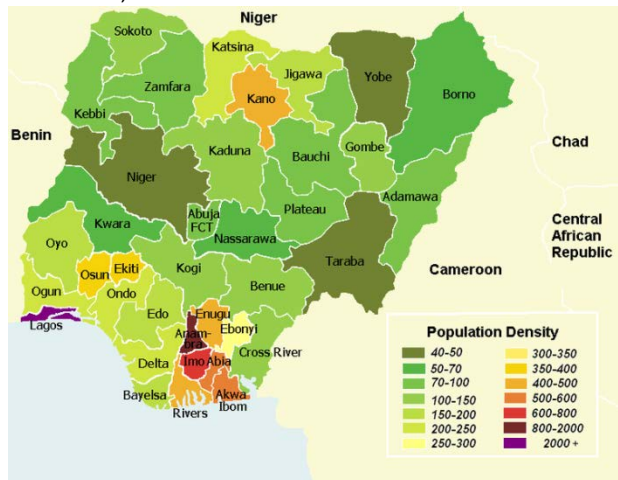 Niger
Sokoto
Katsina
Jigawa
Yobe
Borno
Zamfara
Kano
Kebbi
Benin
Chad
Kaduna
Gombe
Bauchi
Niger
Adamawa
Abuja
FCT
Plateau
Central
African
Republic
Kwara
Nassarawa
Oyo
Taraba
Cameroon
Osun
Ekiti
Kogi
Benue
Ogun
Ondo
Lagos
Edo
Enugu
Anam-
bra
Ebonyi
Cross River
Delta
Imo
Abia
Bayelsa
Rivers
Akwa
Ibom
Population Density
40-50
50-70
70-100
100-150
150-200
200-250
250-300
300-350
350-400
400-500
500-600
600-800
800-2000
2000 +